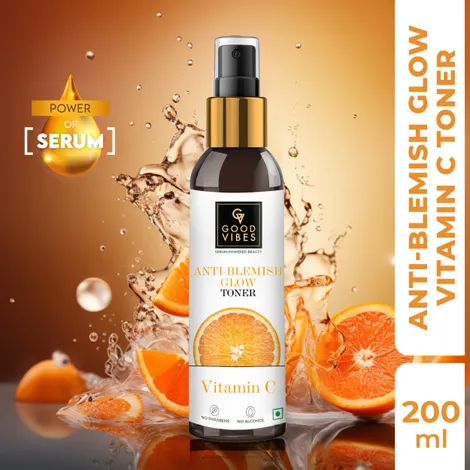 POWER
OF
[SERUM]
GV
GOOD
VIBES
SERUM POWERED BEAUTY
ANTI-BLEMISH
GLOW
TONER
Vitamin C
NO PARABENS
NO ALCOHOL
ANTI-BLEMISH GLOW
VITAMIN C TONER
200
ml